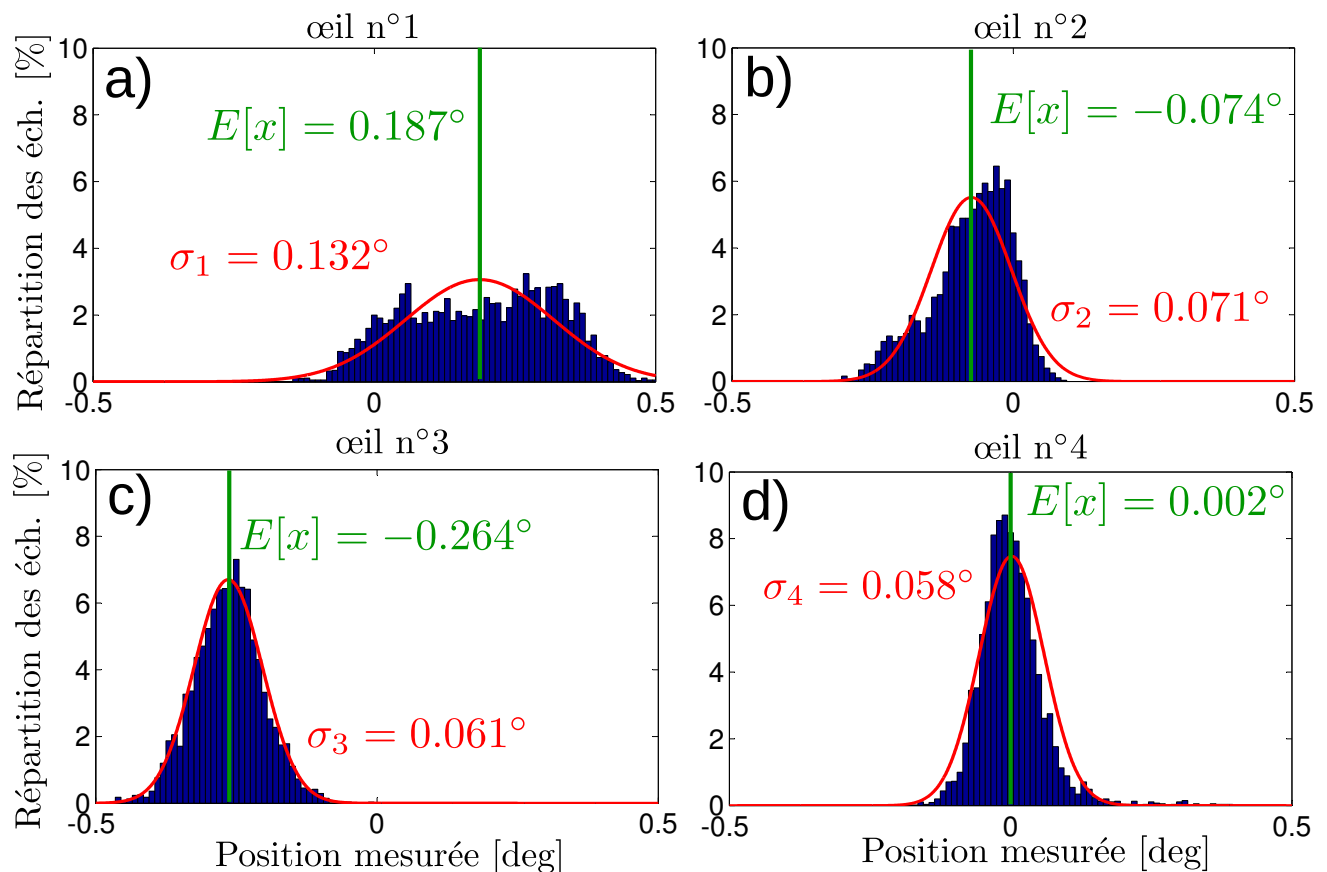 œil n°1
Répartition des éch. [%]
10
8
6
4
2
0
a)
E[x] = 0.187°
σ1 = 0.132°
-0.5
0
0.5
œil n°2
10
8
6
4
2
0
b)
E[x] = −0.074°
σ2 = 0.071°
-0.5
0
0.5
œil n°3
Répartition des éch. [%]
10
8
6
4
2
0
c)
E[x] = −0.264°
σ3 = 0.061°
-0.5
0
0.5
Position mesurée [deg]
œil n°4
10
8
6
4
2
0
d)
E[x] = 0.002°
σ4 = 0.058°
-0.5
0
0.5
Position mesurée [deg]